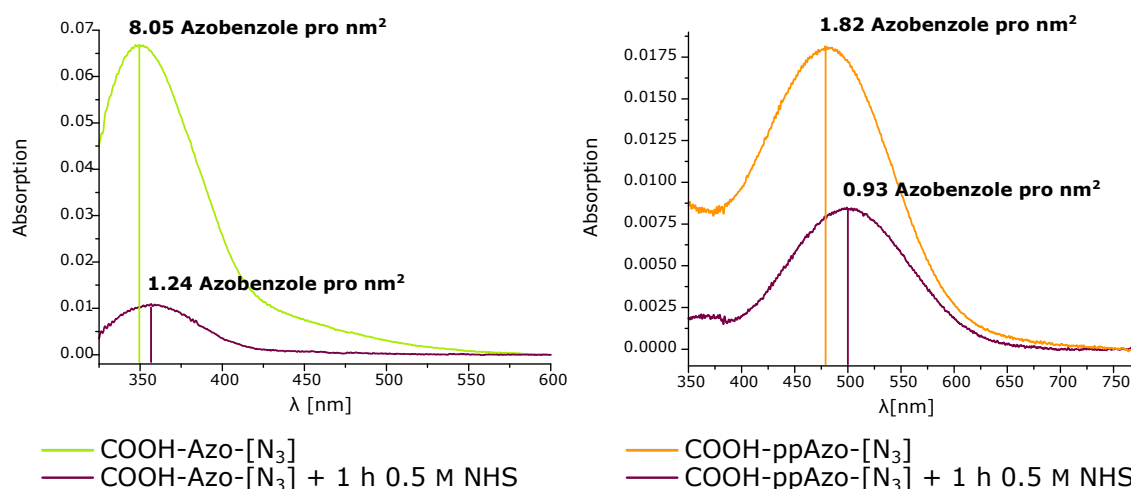 8.05 Azobenzole pro nm²
0.07
0.06
0.05
0.04
0.03
0.02
0.01
0.00
Absorption
1.24 Azobenzole pro nm²
350 400 450 500 550 600
λ [nm]
COOH-Azo-[N₃]
COOH-Azo-[N₃] + 1 h 0.5 M NHS
1.82 Azobenzole pro nm²
0.0175
0.0150
0.0125
0.0100
0.0075
0.0050
0.0025
0.0000
Absorption
0.93 Azobenzole pro nm²
350 400 450 500 550 600 650 700 750
λ[nm]
COOH-ppAzo-[N₃]
COOH-ppAzo-[N₃] + 1 h 0.5 M NHS